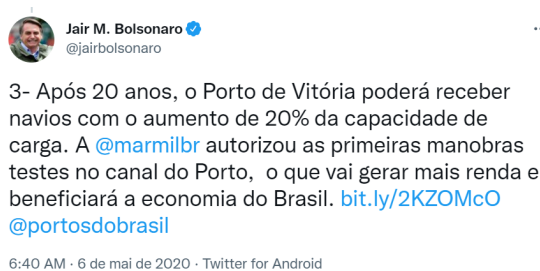 Jair M. Bolsonaro
@jairbolsonaro
3- Após 20 anos, o Porto de Vitória poderá receber
navios com o aumento de 20% da capacidade de
carga. A @marmilbr autorizou as primeiras manobras
testes no canal do Porto,  o que vai gerar mais renda e
beneficiará a economia do Brasil. bit.ly/2KZOMcO
@portosdobrasil
6:40 AM · 6 de mai de 2020 · Twitter for Android